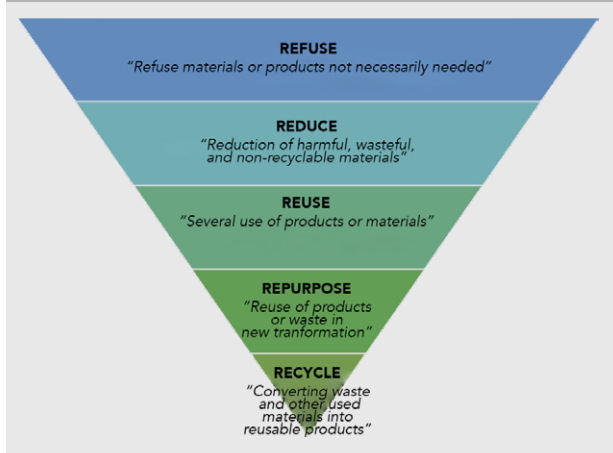 REFUSE
“Refuse materials or products not necessarily needed”
REDUCE
“Reduction of harmful, wasteful,
and non-recyclable materials”
REUSE
“Several use of products or materials”
REPURPOSE
“Reuse of products
or waste in
new tranformation”
RECYCLE
“Converting waste
and other used
materials into
reusable products”